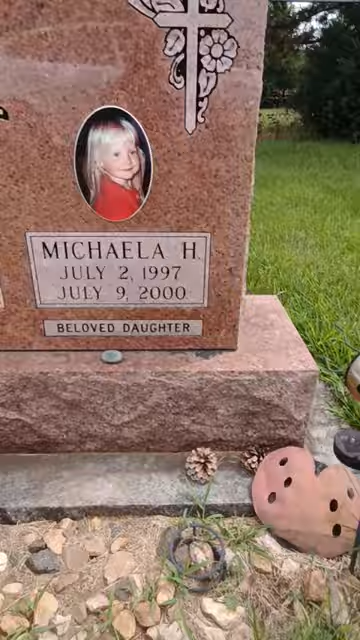 MICHAELA H.
JULY 2, 1997
JULY 9, 2000
BELOVED DAUGHTER